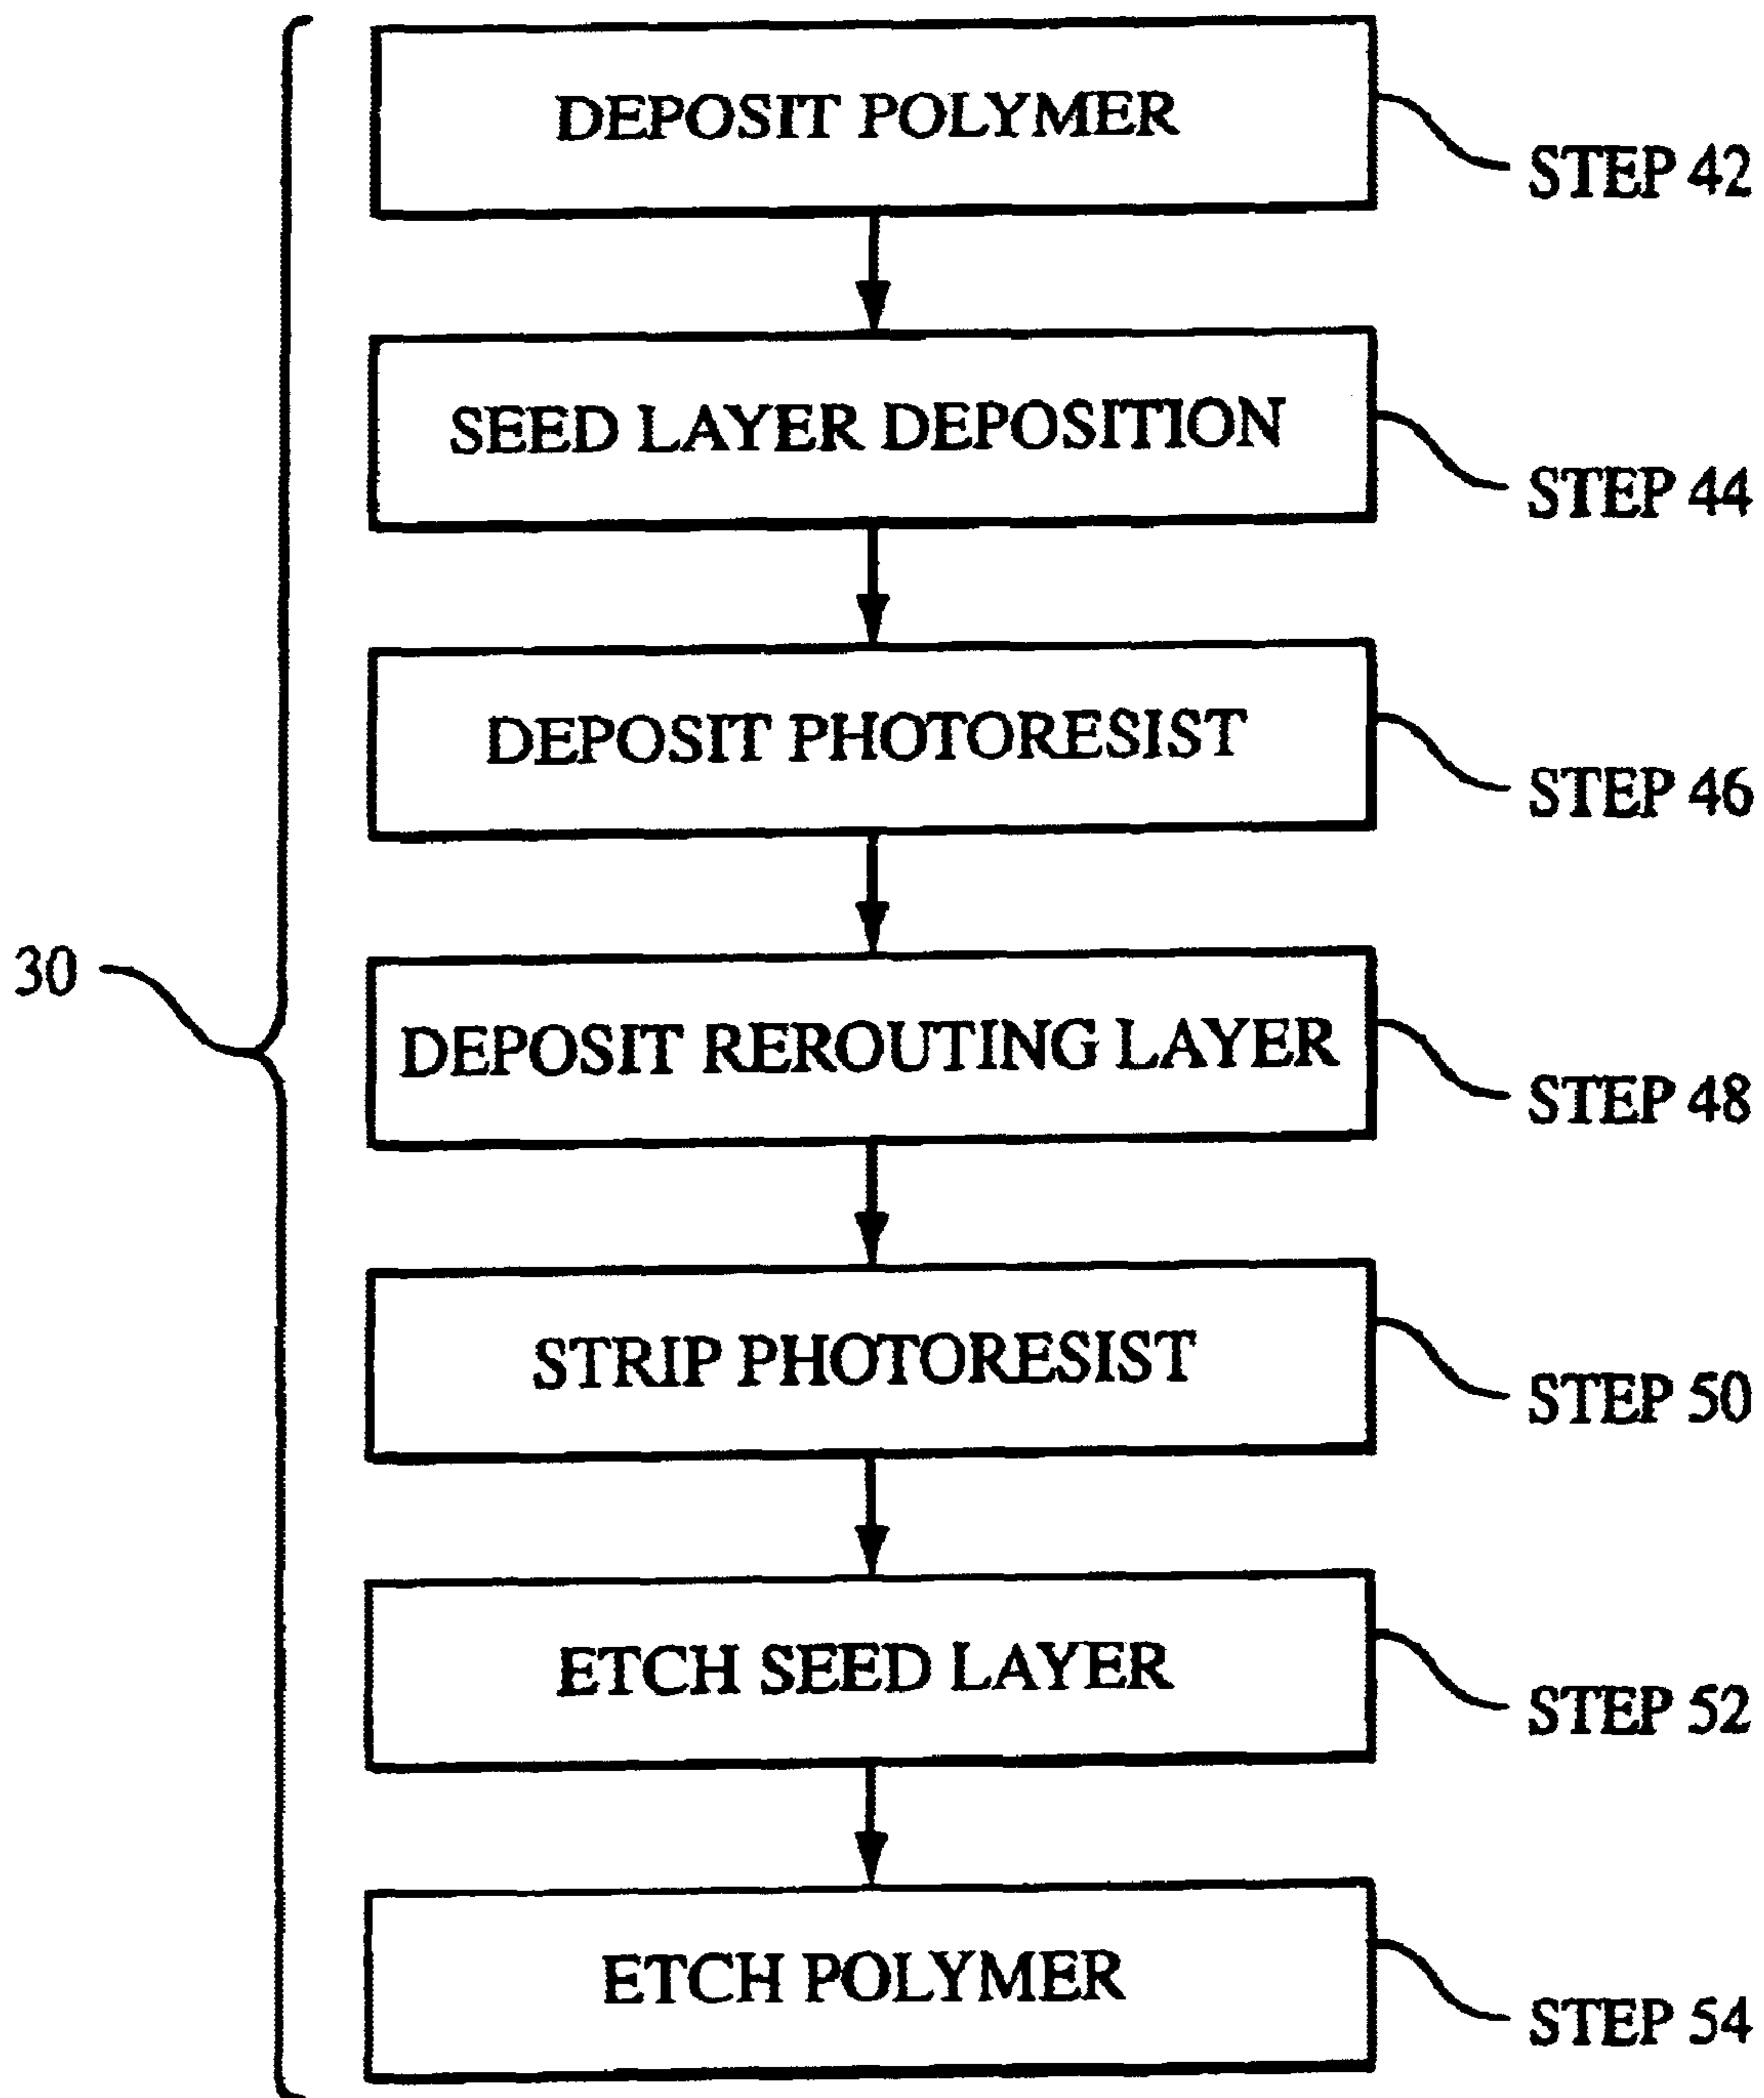 DEPOSIT POLYMER
STEP 42
SEED LAYER DEPOSITION
STEP 44
DEPOSIT PHOTORESIST
STEP 46
30
DEPOSIT REROUTING LAYER
STEP 48
STRIP PHOTORESIST
STEP 50
ETCH SEED LAYER
STEP 52
ETCH POLYMER
STEP 54